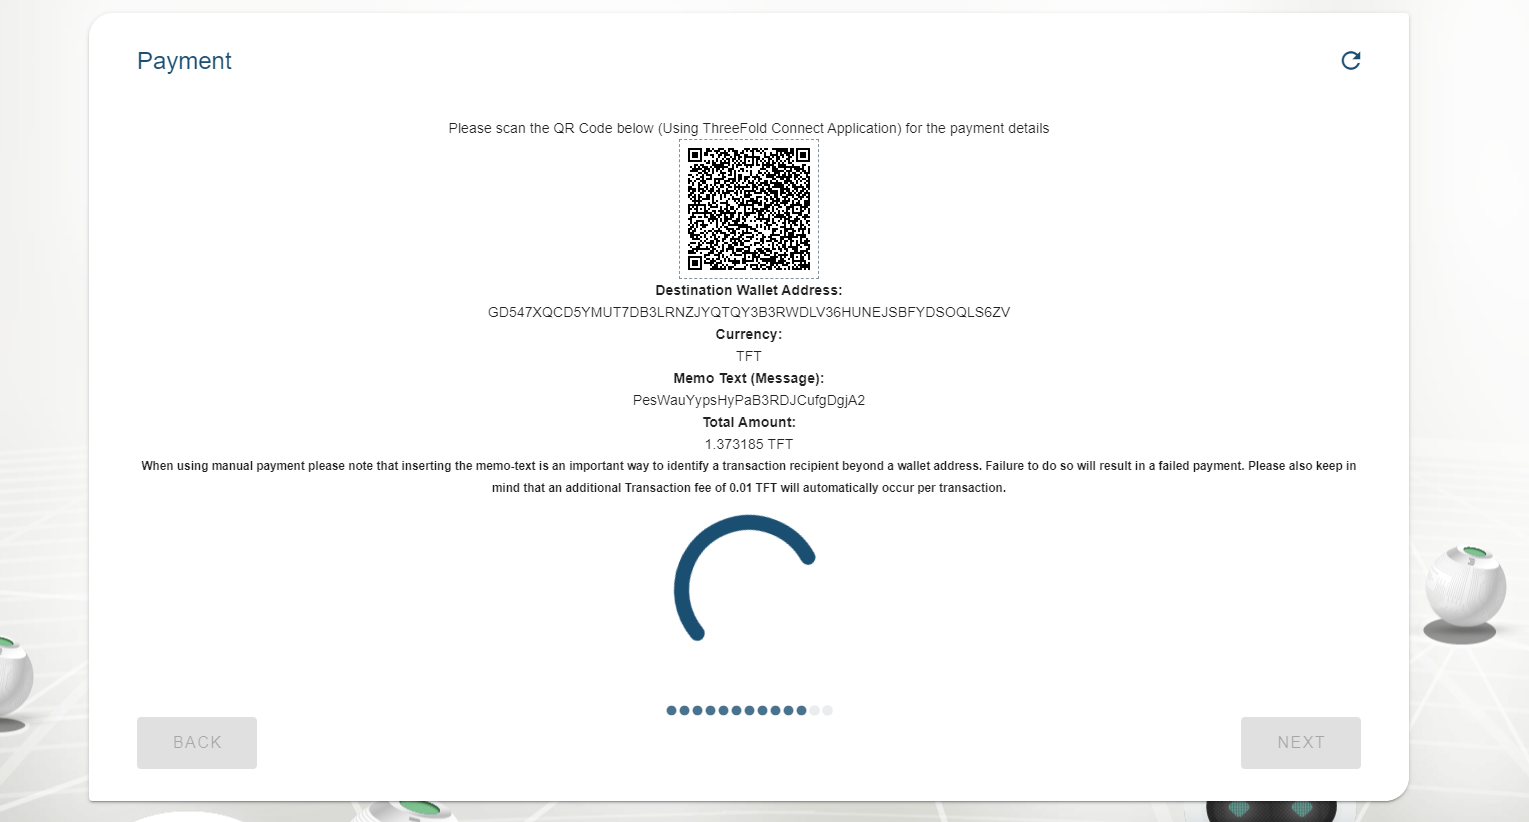 Payment
Please scan the QR Code below (Using ThreeFold Connect Application) for the payment details
Destination Wallet Address:
GD547XQCD5YMUT7DB3LRNZJYQTQY3B3RWDLV36HUNEJSBFYDSOQLS6ZV
Currency:
TFT
Memo Text (Message):
PesWauYypsHyPaB3RDJCufgDgjA2
Total Amount:
1.373185 TFT
When using manual payment please note that inserting the memo-text is an important way to identify a transaction recipient beyond a wallet address. Failure to do so will result in a failed payment. Please also keep in
mind that an additional Transaction fee of 0.01 TFT will automatically occur per transaction.
BACK
NEXT